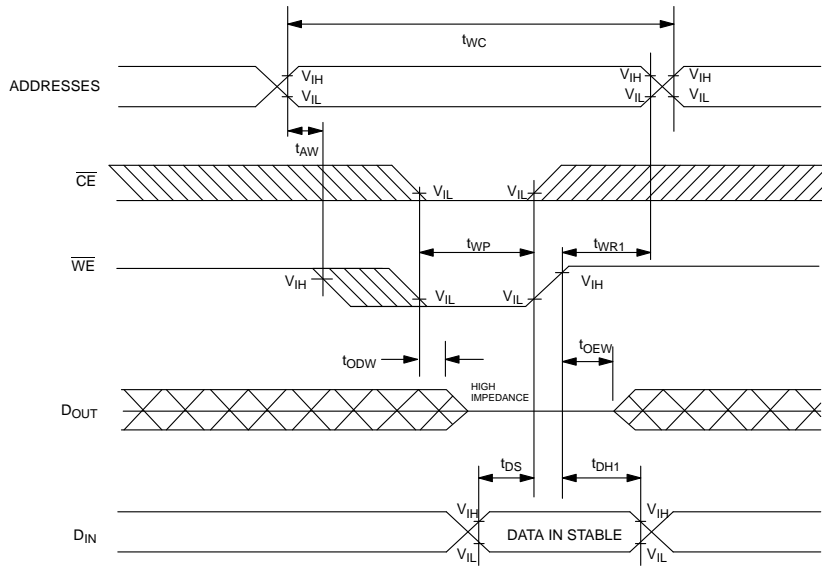 tWC
ADDRESSES
VIH
VIL
VIH
VIL
VIH
VIL
tAW
CE
VIL
VIL
tWP
tWR1
WE
VIH
VIL
VIL
VIH
tODW
tOEW
DOUT
HIGH
IMPEDANCE
tDS
tDH1
DIN
VIH
VIL
DATA IN STABLE
VIH
VIL